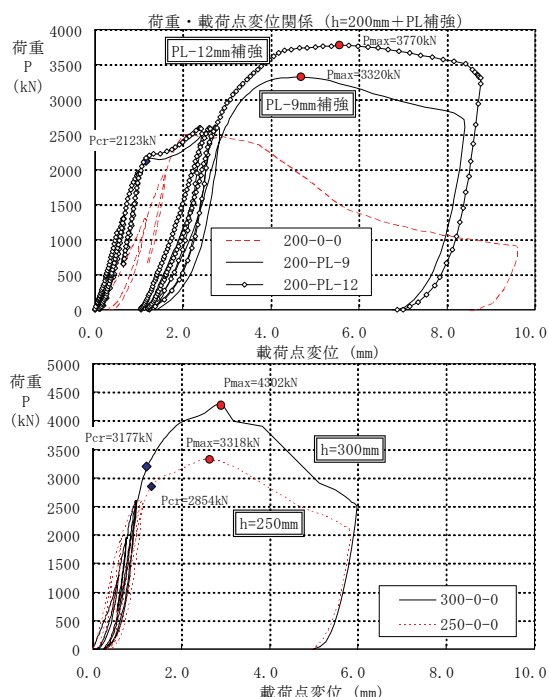 荷重・載荷点変位関係（h=200mm＋PL補強）
荷重
P
(kN)
4000
3500
3000
2500
2000
1500
1000
500
0
PL-12mm補強
Pmax=3770kN
Pmax=3320kN
PL-9mm補強
Pcr=2123kN
200-0-0
200-PL-9
200-PL-12
0.0 2.0 4.0 6.0 8.0 10.0
載荷点変位 (mm)
荷重
P
(kN)
5000
4500
4000
3500
3000
2500
2000
1500
1000
500
0
Pmax=4302kN
Pcr=3177kN
Pmax=3318kN
h=300mm
Pcr=2854kN
h=250mm
300-0-0
250-0-0
0.0 2.0 4.0 6.0 8.0 10.0
載荷点変位 (mm)